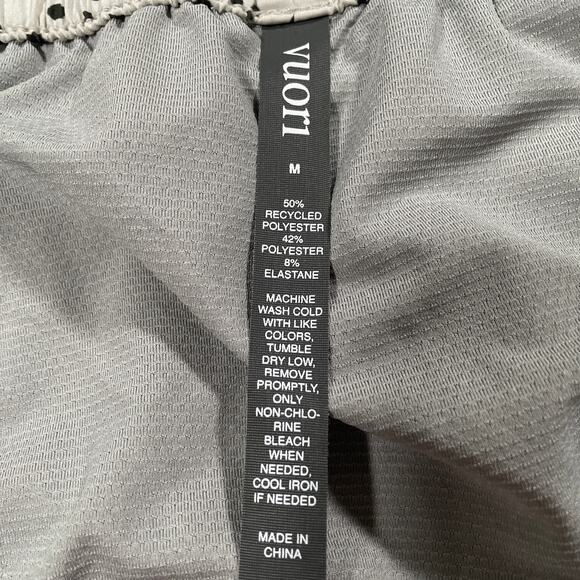 vuori
M
50%
RECYCLED
POLYESTER
42%
POLYESTER
8%
ELASTANE
MACHINE
WASH COLD
WITH LIKE
COLORS,
TUMBLE
DRY LOW,
REMOVE
PROMPTLY,
ONLY
NON-CHLO-
RINE
BLEACH
WHEN
NEEDED,
COOL IRON
IF NEEDED
MADE IN
CHINA